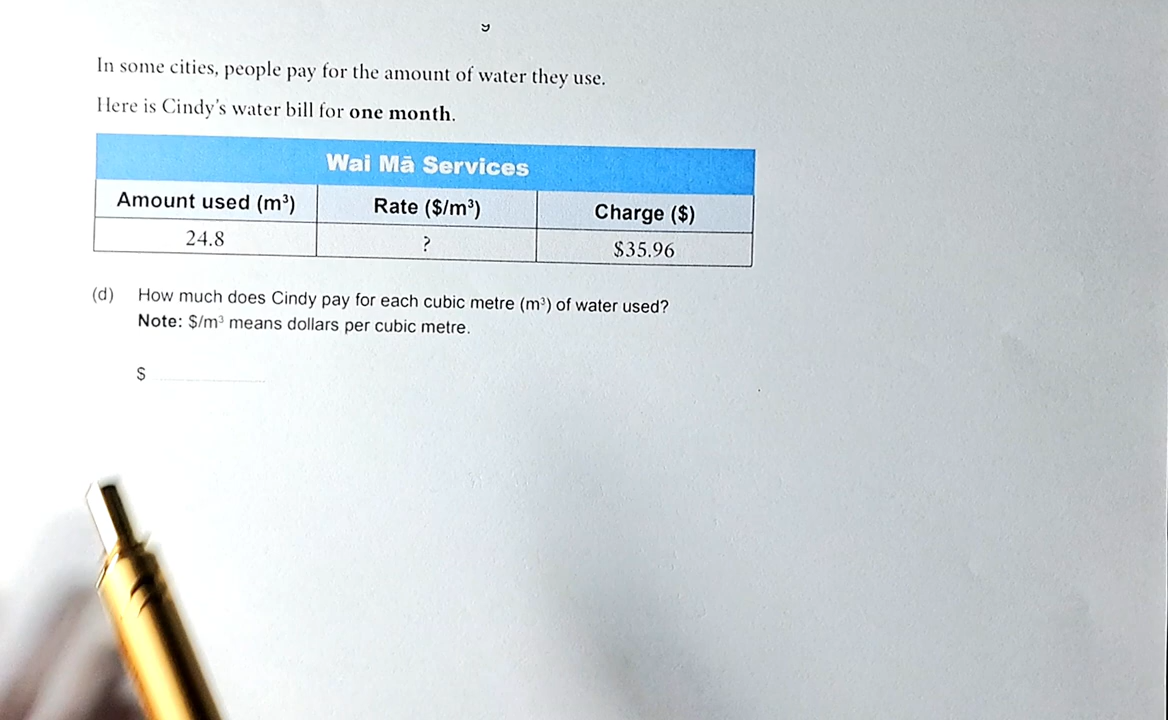 In some cities, people pay for the amount of water they use.
Here is Cindy's water bill for one month.
Wai Mā Services
Amount used (m³) Rate ($/m³) Charge ($)
24.8 ? $35.96
(d) How much does Cindy pay for each cubic metre (m³) of water used?
Note: $/m³ means dollars per cubic metre.
$